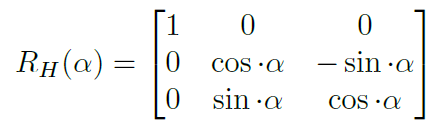 R_H(α) = [1 0 0
0 cos ·α − sin ·α
0 sin ·α cos ·α]